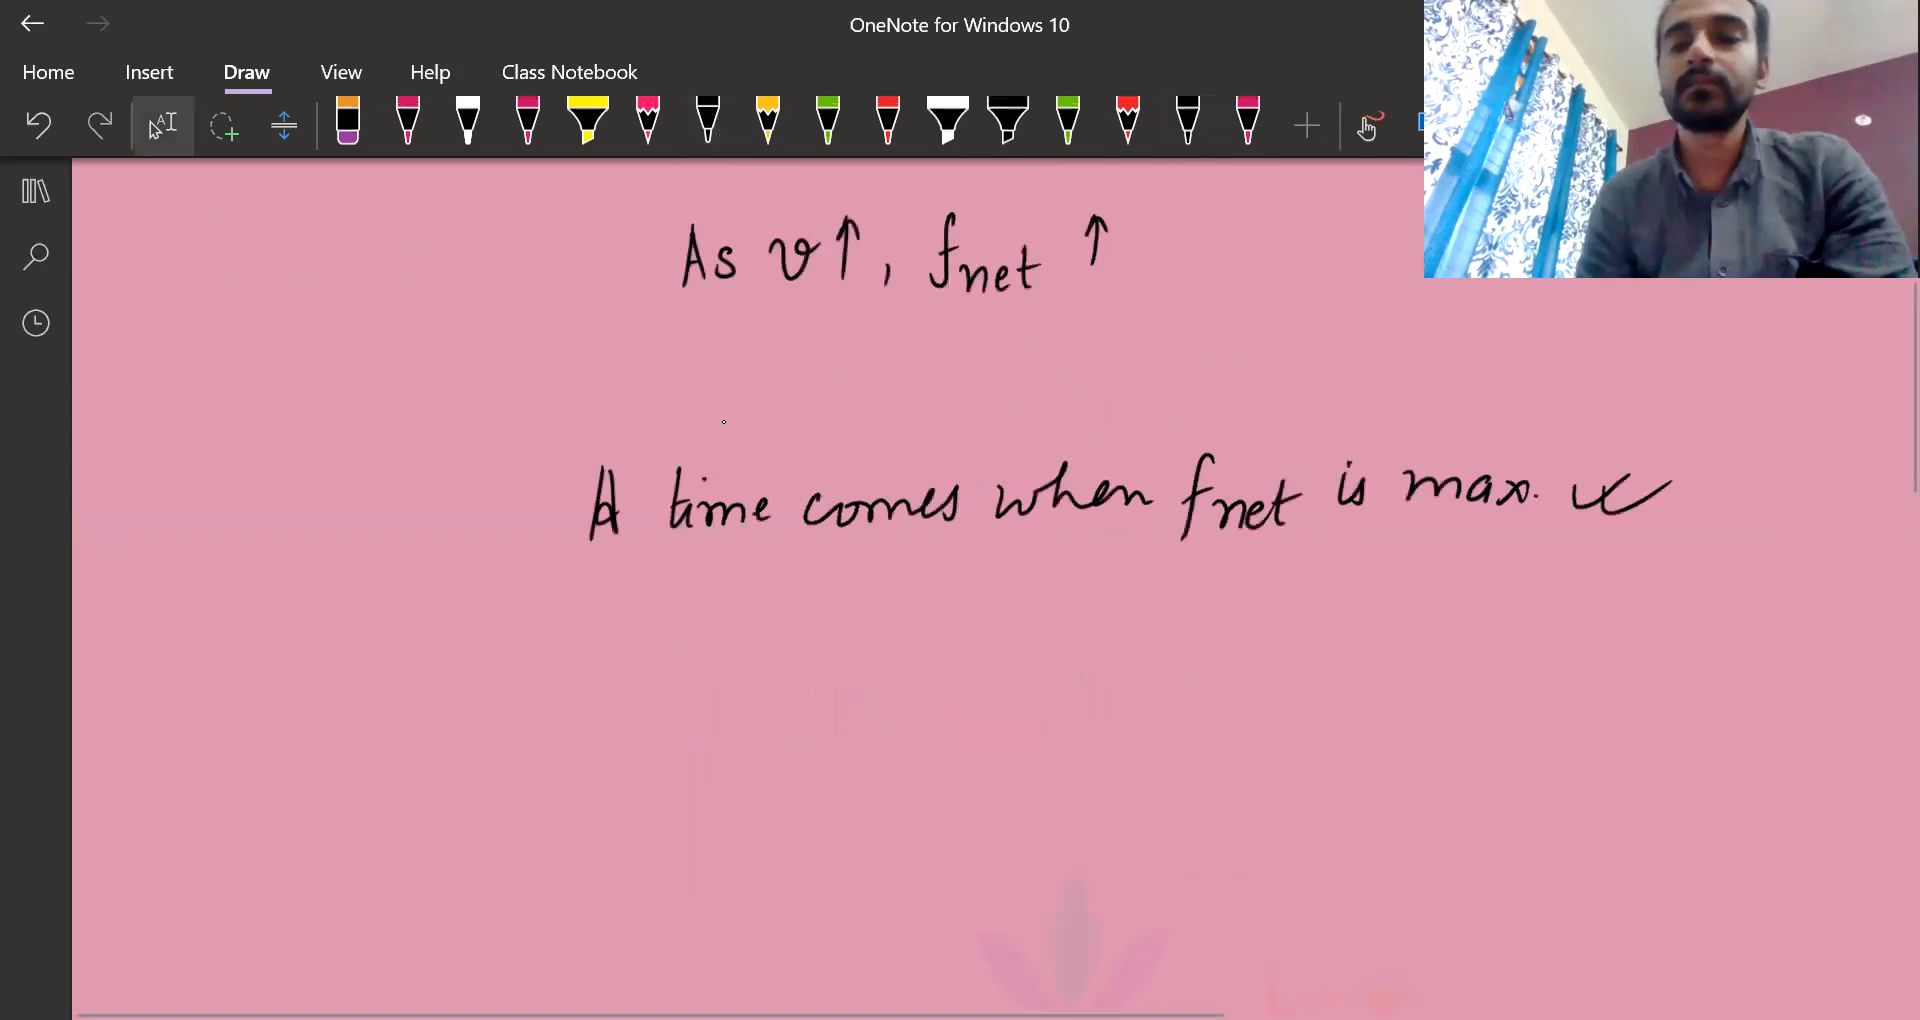 OneNote for Windows 10
Home Insert Draw View Help Class Notebook
As v↑, fnet ↑
A time comes when fnet is max.